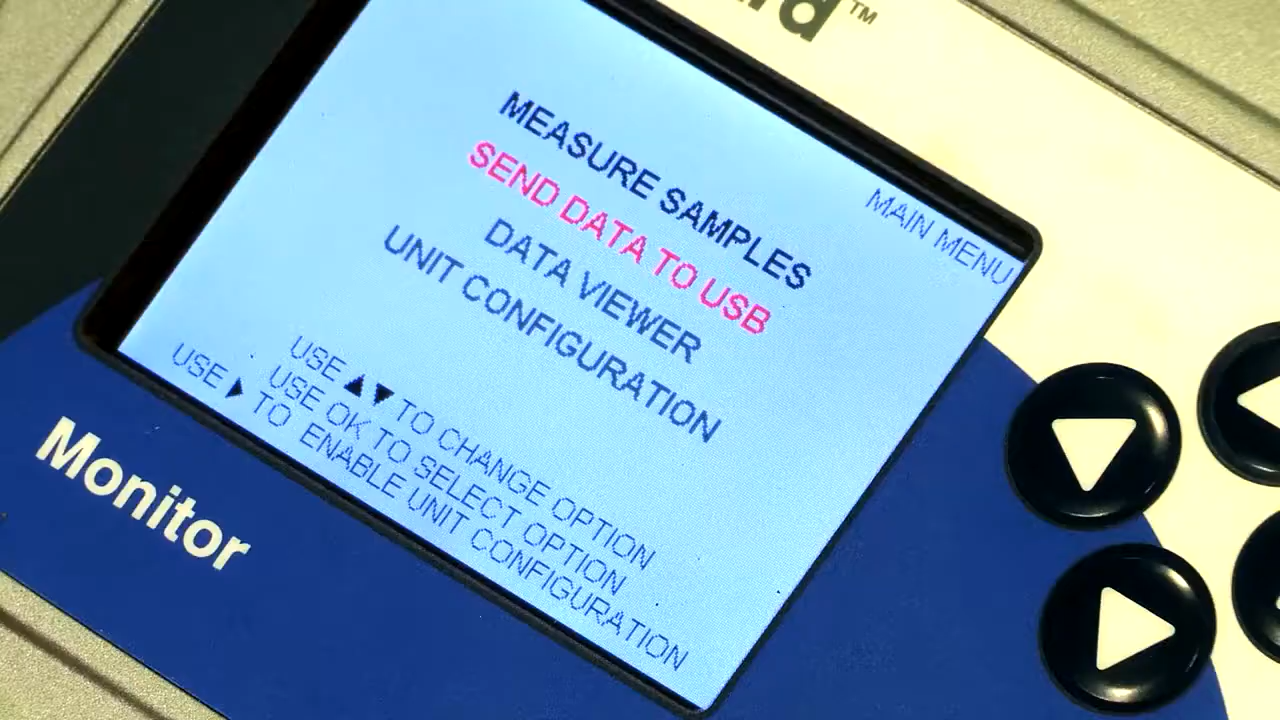 ™
MAIN MENU
MEASURE SAMPLES
SEND DATA TO USB
DATA VIEWER
UNIT CONFIGURATION
USE ▲▼ TO CHANGE OPTION
USE OK TO SELECT OPTION
USE ▶ TO ENABLE UNIT CONFIGURATION
Monitor